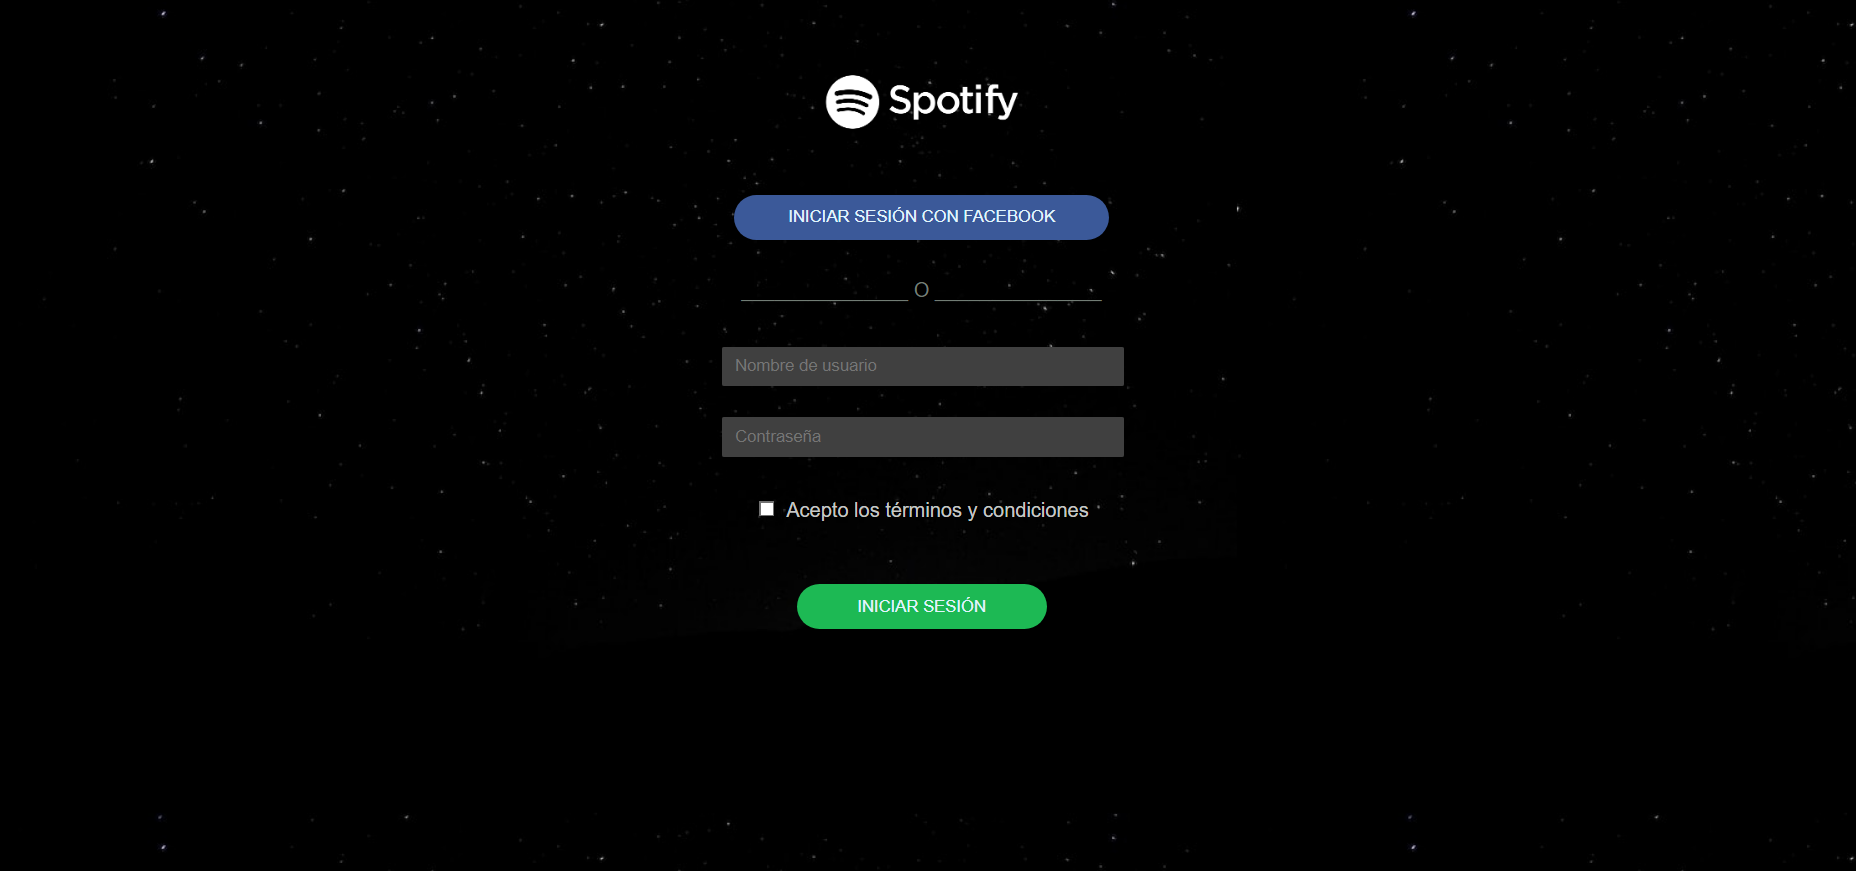 Spotify
INICIAR SESIÓN CON FACEBOOK
O
Nombre de usuario
Contraseña
Acepto los términos y condiciones
INICIAR SESIÓN